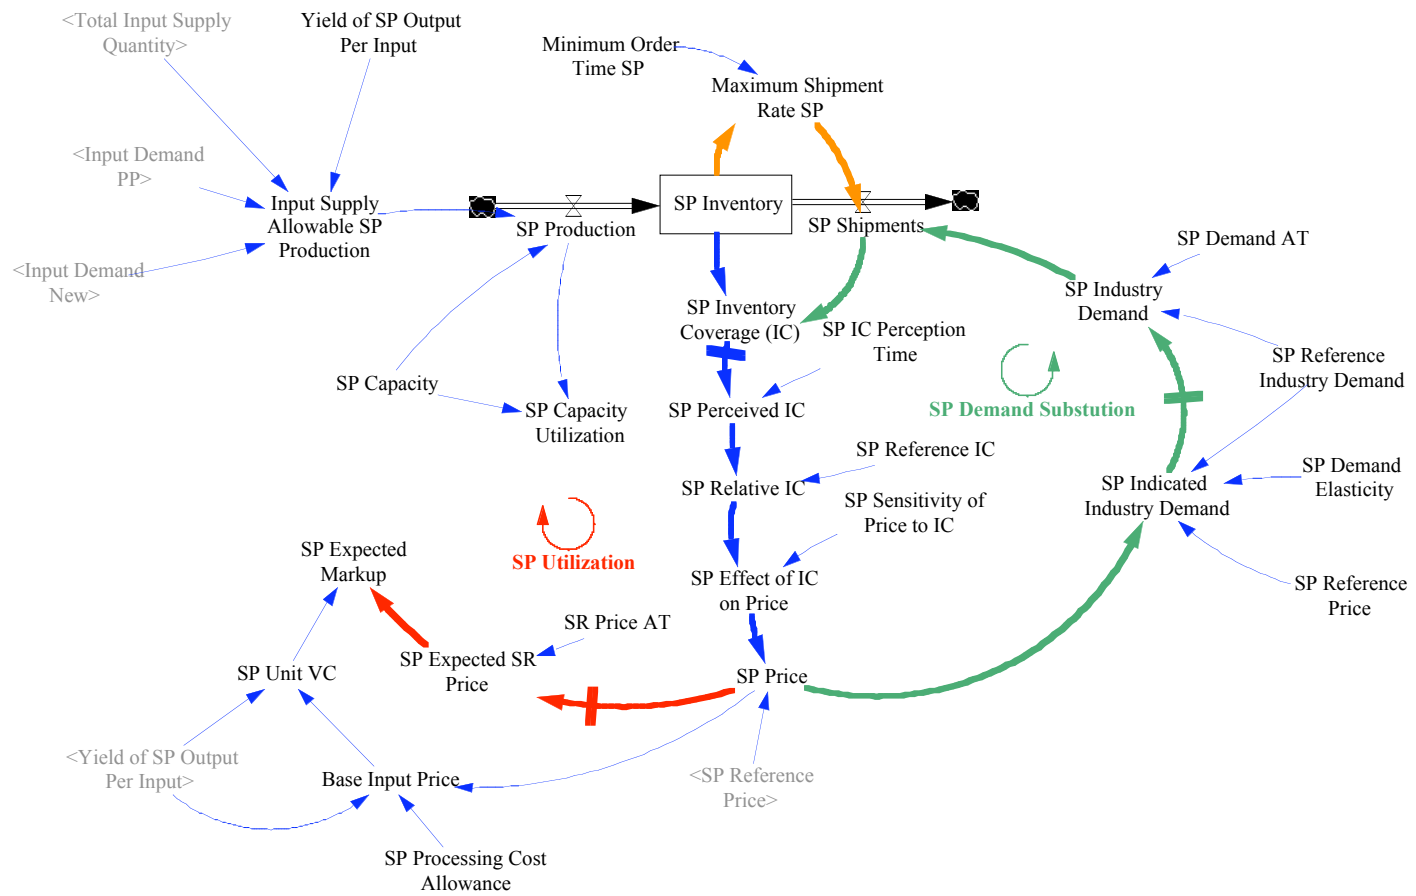 <Total Input Supply
Quantity>
Yield of SP Output
Per Input
Minimum Order
Time SP
Maximum Shipment
Rate SP
<Input Demand
PP>
Input Supply
Allowable SP
Production
SP Production
SP Inventory
SP Shipments
<Input Demand
New>
SP Demand AT
SP Industry
Demand
SP Inventory
Coverage (IC)
SP IC Perception
Time
SP Reference
Industry Demand
SP Capacity
SP Capacity
Utilization
SP Perceived IC
SP Demand Substution
SP Reference IC
SP Relative IC
SP Demand
Elasticity
SP Indicated
Industry Demand
SP Sensitivity of
Price to IC
SP Utilization
SP Expected
Markup
SP Effect of IC
on Price
SP Reference
Price
SR Price AT
SP Expected SR
Price
SP Unit VC
SP Price
<Yield of SP Output
Per Input>
Base Input Price
<SP Reference
Price>
SP Processing Cost
Allowance